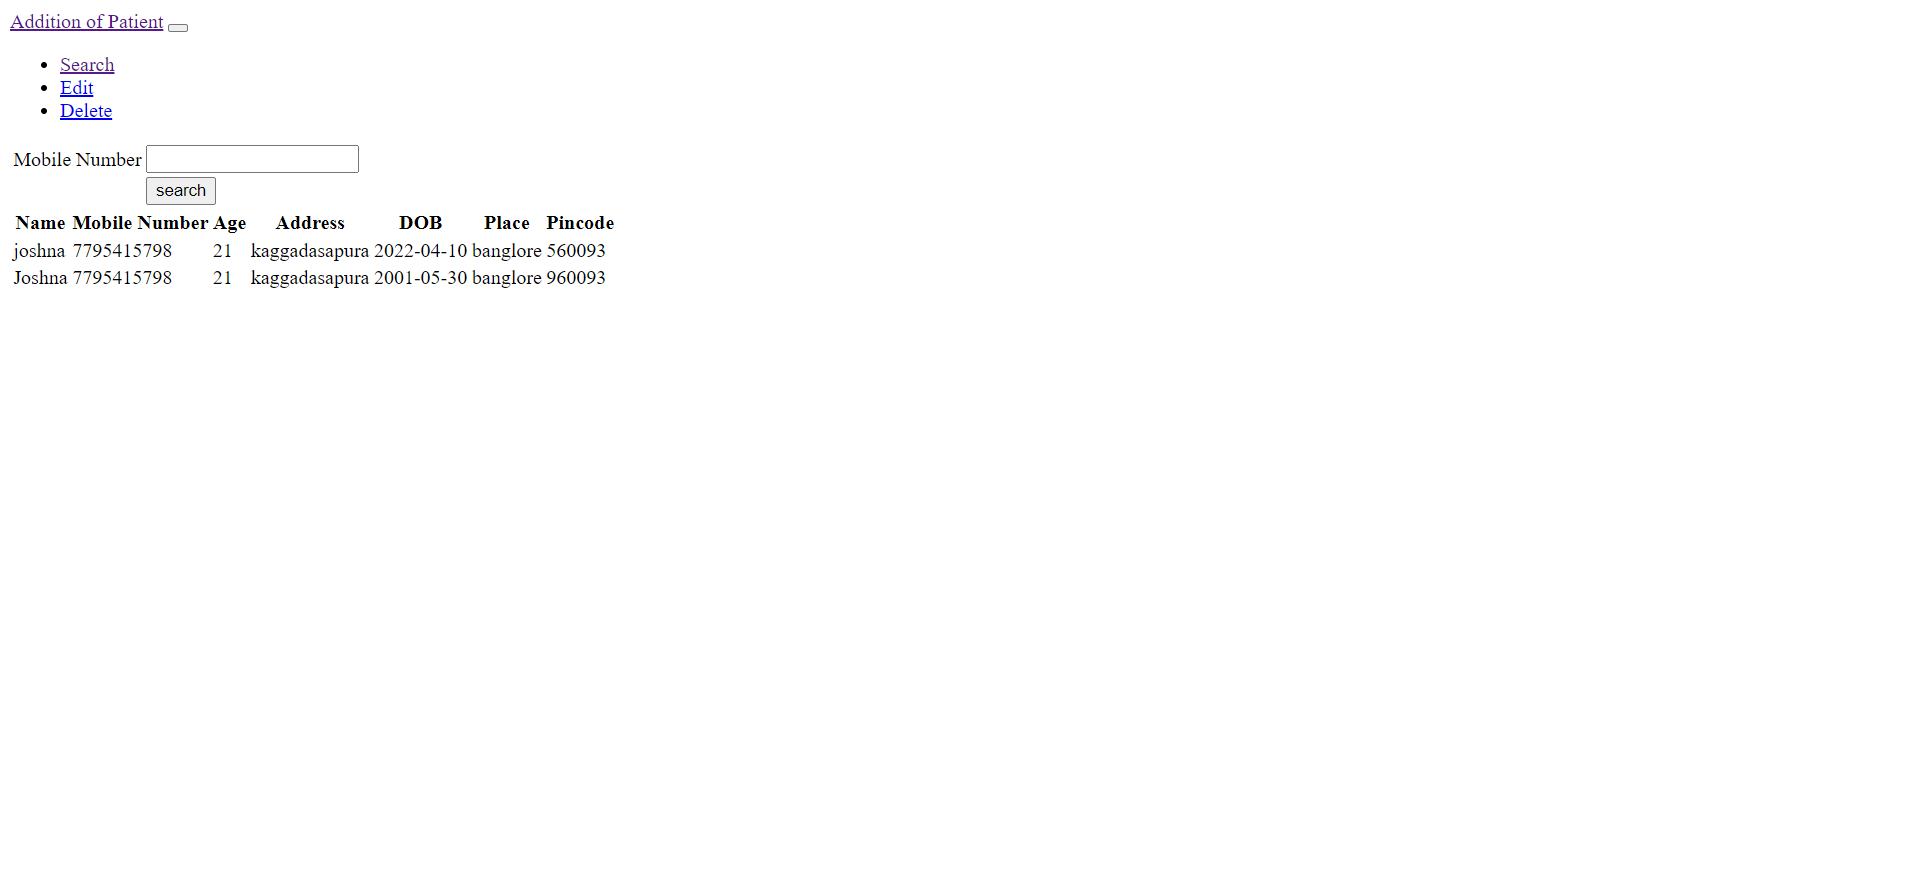 Addition of Patient
Search
Edit
Delete
Mobile Number
search
Name Mobile Number Age Address DOB Place Pincode
joshna 7795415798 21 kaggadasapura 2022-04-10 banglore 560093
Joshna 7795415798 21 kaggadasapura 2001-05-30 banglore 960093